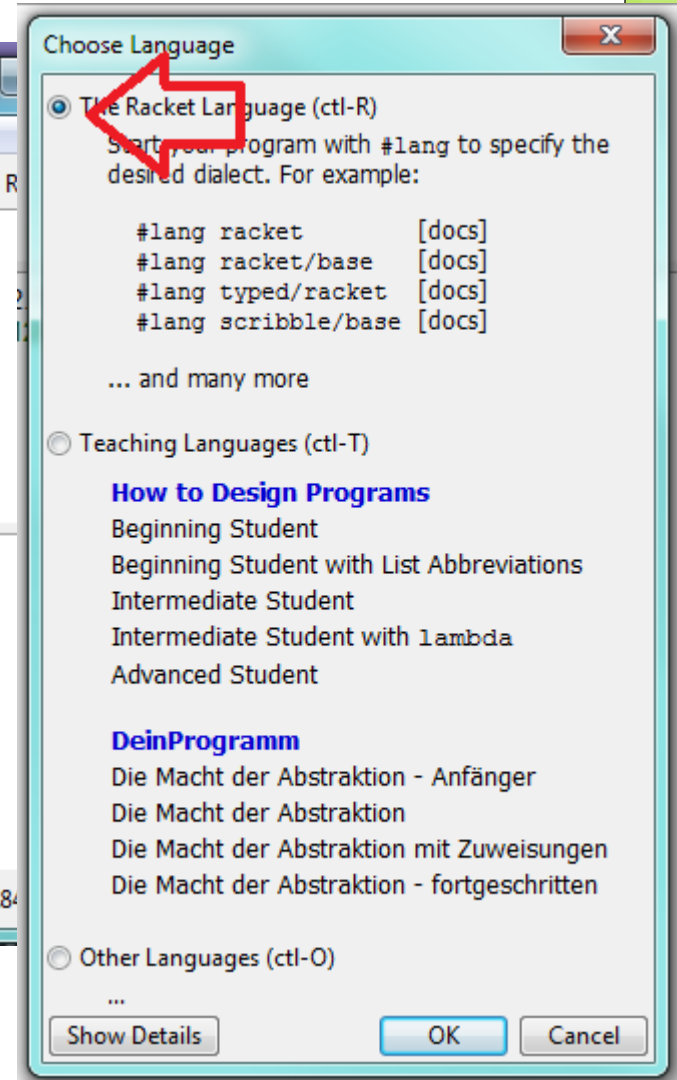 Choose Language
The Racket Language (ctl-R)
Start your program with #lang to specify the
desired dialect. For example:
#lang racket [docs]
#lang racket/base [docs]
#lang typed/racket [docs]
#lang scribble/base [docs]
... and many more
Teaching Languages (ctl-T)
How to Design Programs
Beginning Student
Beginning Student with List Abbreviations
Intermediate Student
Intermediate Student with lambda
Advanced Student
DeinProgramm
Die Macht der Abstraktion - Anfänger
Die Macht der Abstraktion
Die Macht der Abstraktion mit Zuweisungen
Die Macht der Abstraktion - fortgeschritten
Other Languages (ctl-O)
...
Show Details OK Cancel